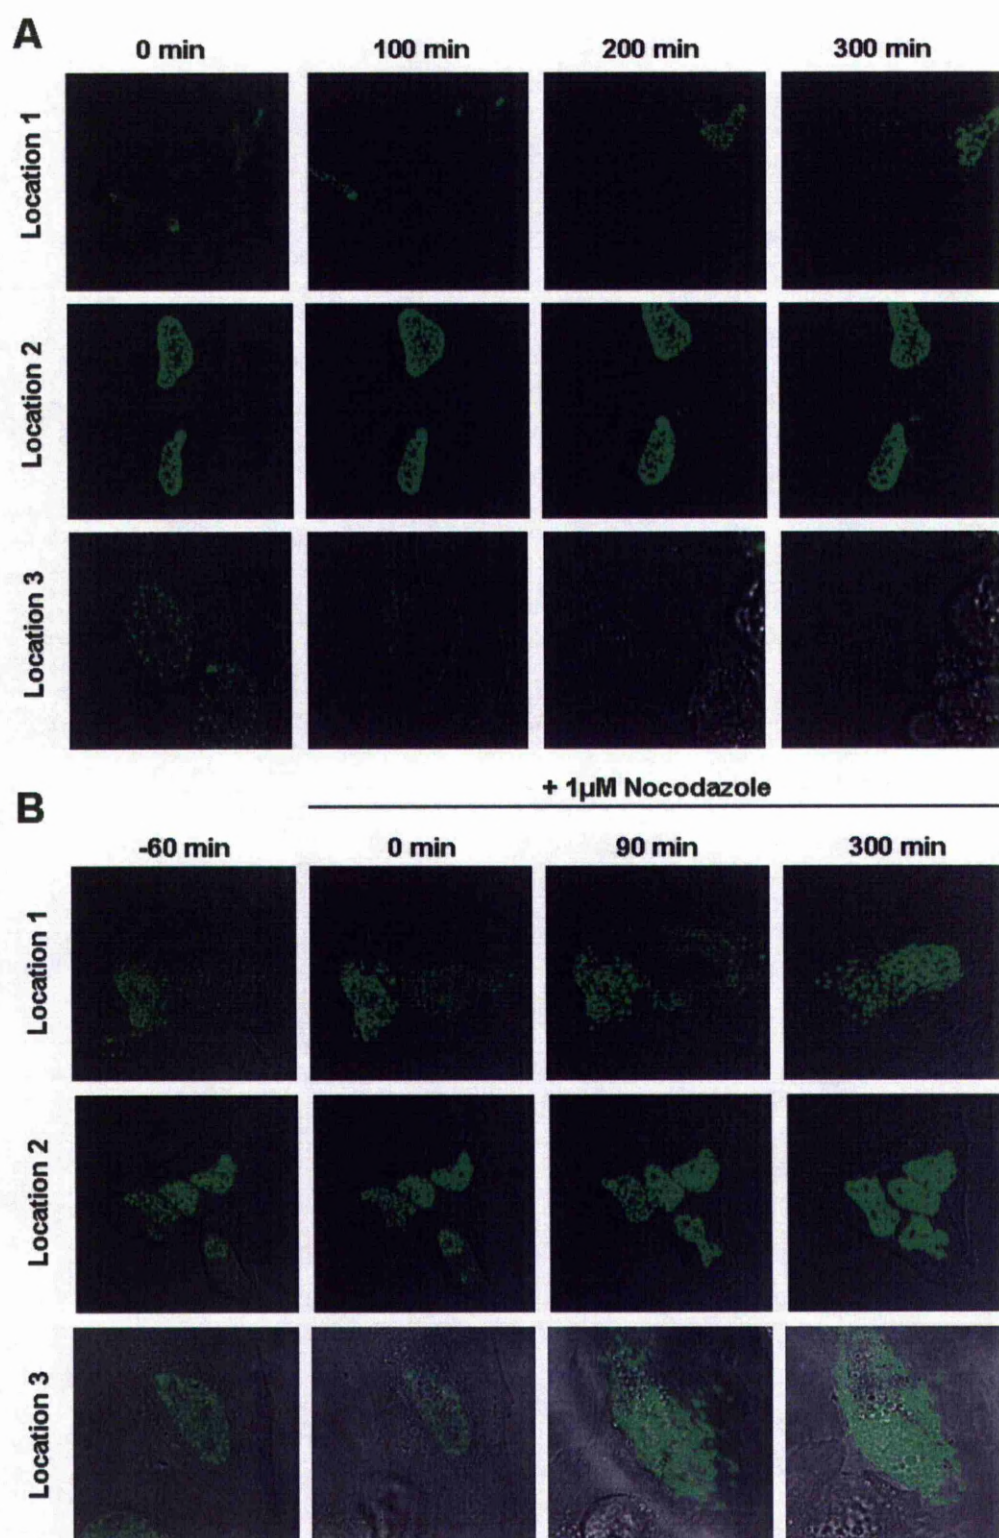 A
0 min 100 min 200 min 300 min
Location 1
Location 2
Location 3
+ 1µM Nocodazole
B
-60 min 0 min 90 min 300 min
Location 1
Location 2
Location 3